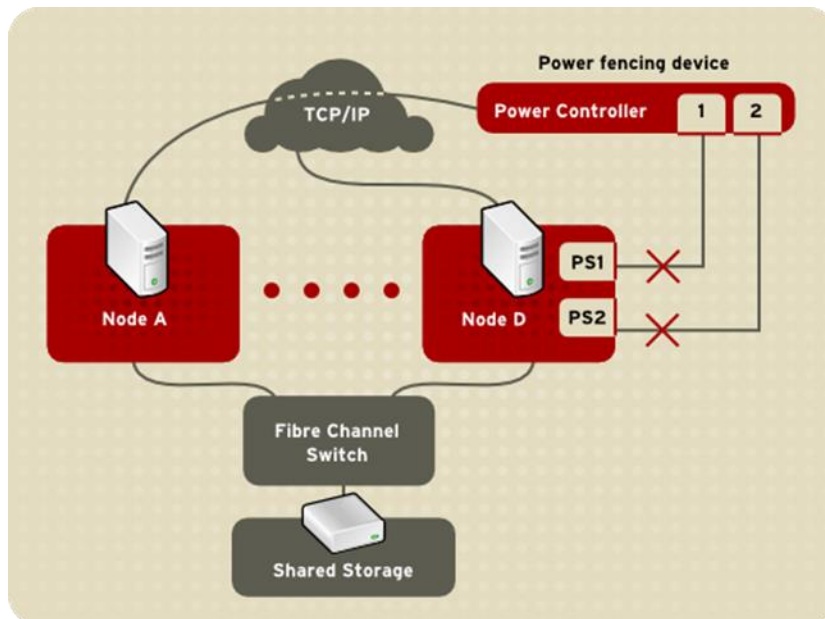 Power fencing device
TCP/IP
Power Controller
1
2
PS1
Node A
Node D
PS2
Fibre Channel
Switch
Shared Storage